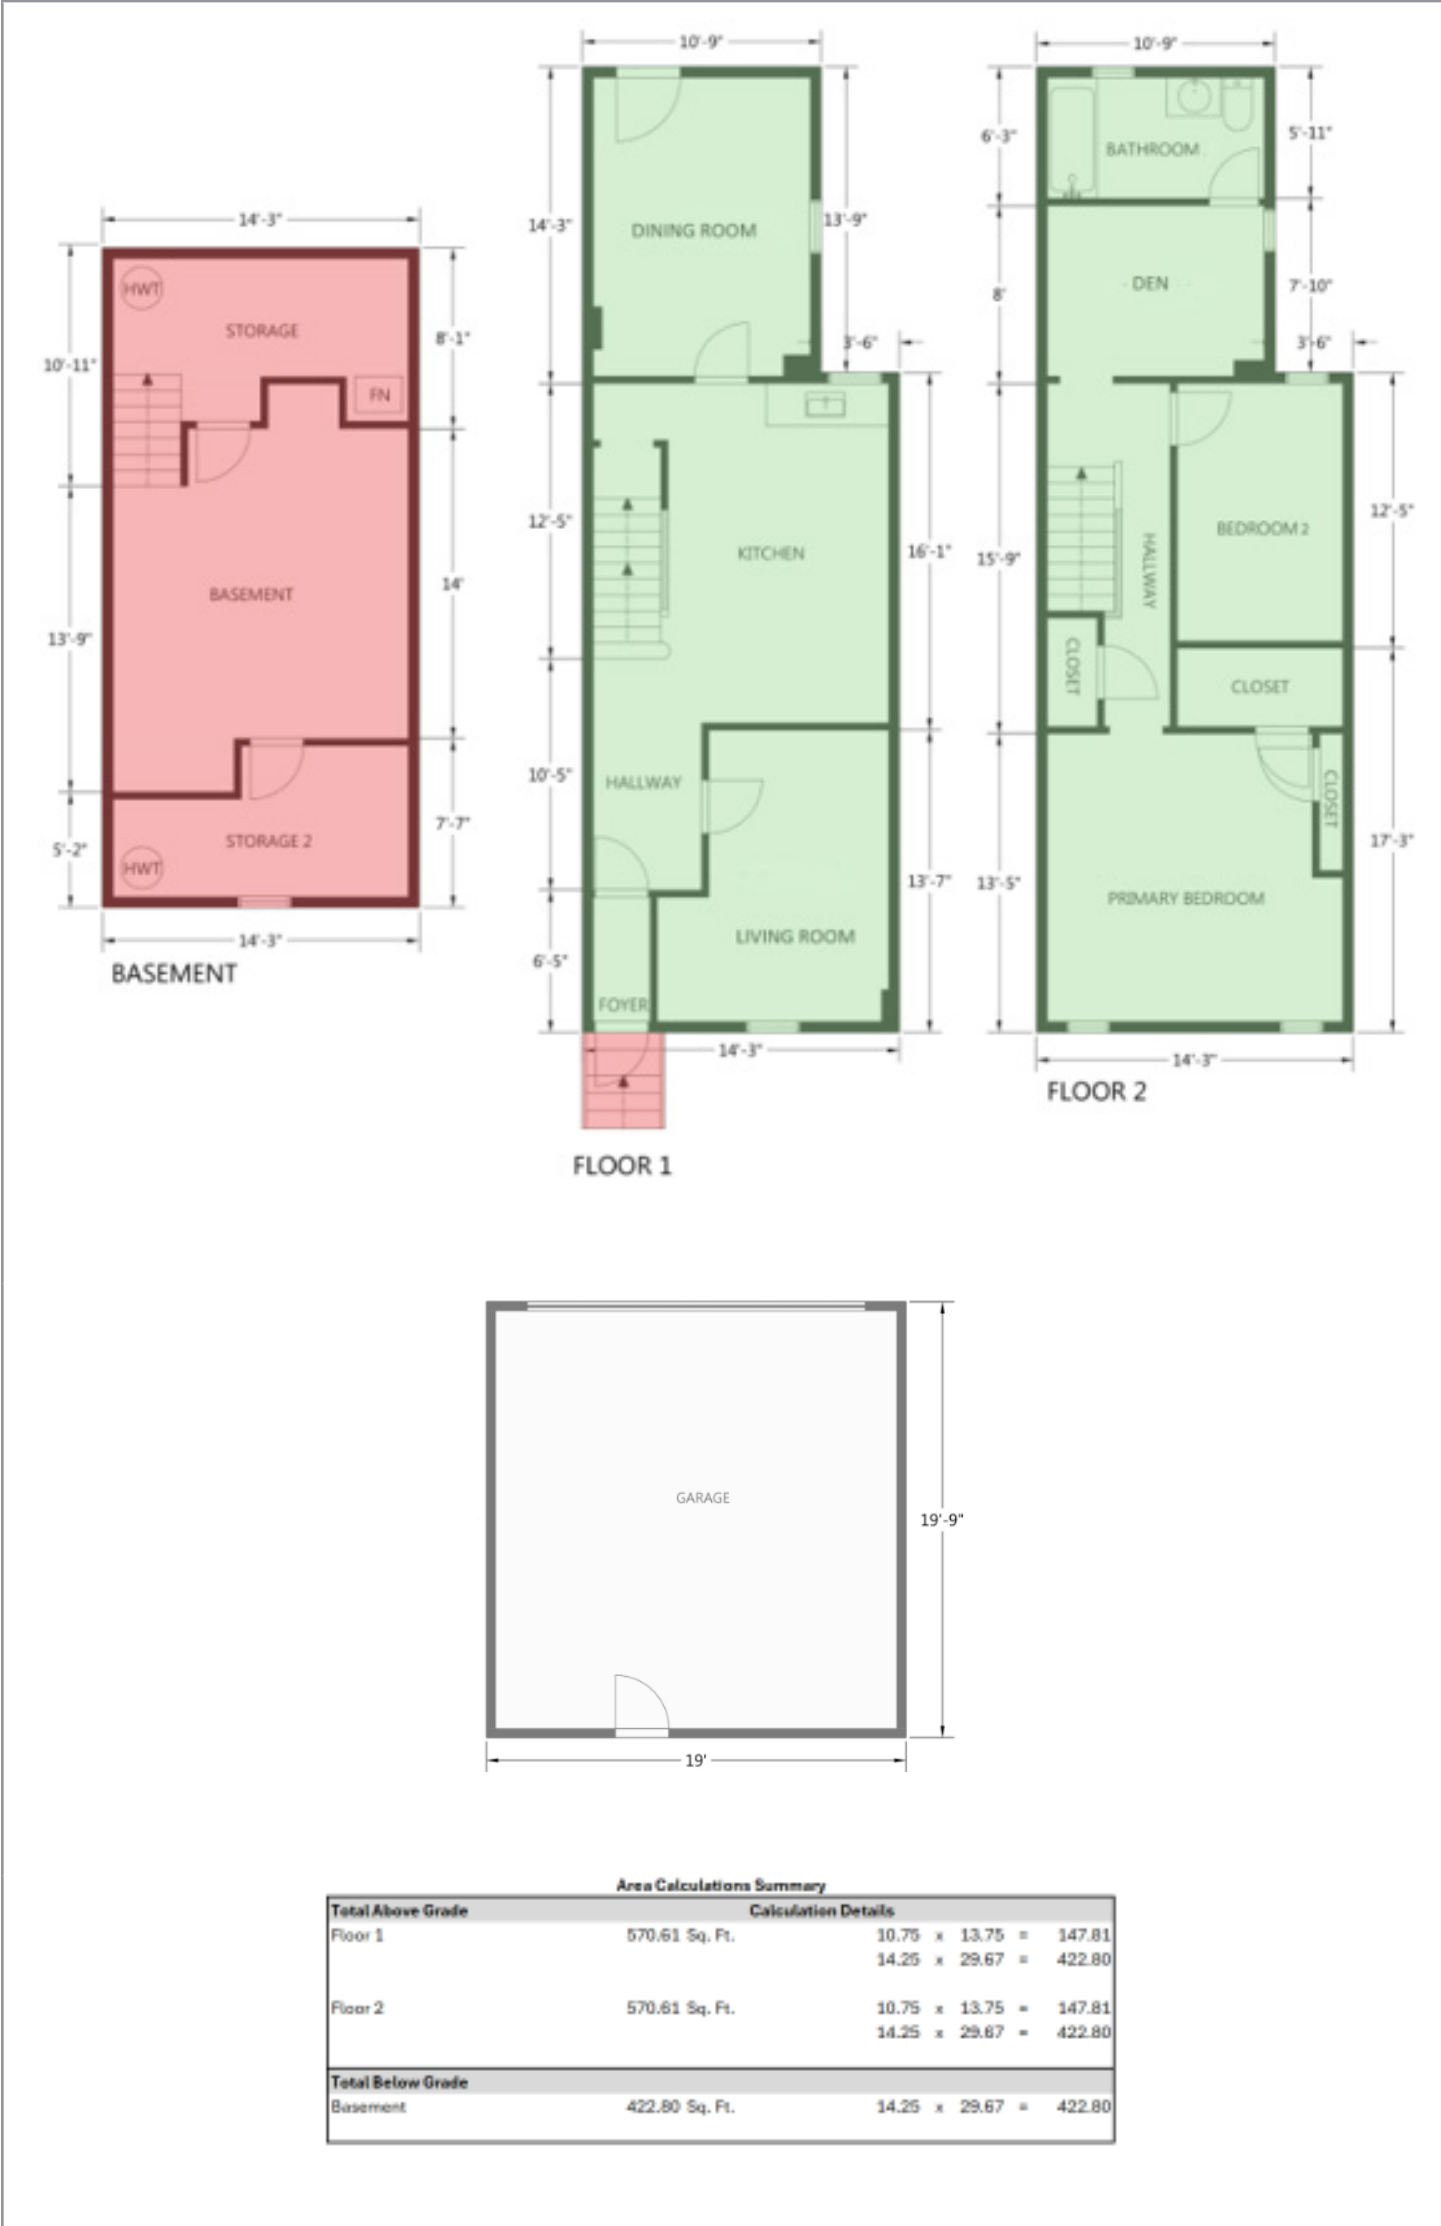 14'-3"
10'-11"
8'-1"
HWT
STORAGE
FN
14'
BASEMENT
13'-9"
5'-2"
7'-7"
STORAGE 2
HWT
14'-3"
BASEMENT
10'-9"
14'-3"
13'-9"
DINING ROOM
3'-6"
12'-5"
KITCHEN
16'-1"
10'-5"
HALLWAY
13'-7"
LIVING ROOM
6'-5"
FOYER
14'-3"
FLOOR 1
10'-9"
6'-3"
5'-11"
BATHROOM
DEN
8'
7'-10"
3'-6"
12'-5"
BEDROOM 2
15'-9"
HALLWAY
CLOSET
CLOSET
CLOSET
17'-3"
13'-5"
PRIMARY BEDROOM
14'-3"
FLOOR 2
GARAGE
19'-9"
19'
Area Calculations Summary
Total Above Grade Calculation Details
Floor 1 570.61 Sq. Ft. 10.75 x 13.75 = 147.81
14.25 x 29.67 = 422.80
Floor 2 570.61 Sq. Ft. 10.75 x 13.75 = 147.81
14.25 x 29.67 = 422.80
Total Below Grade
Basement 422.80 Sq. Ft. 14.25 x 29.67 = 422.80